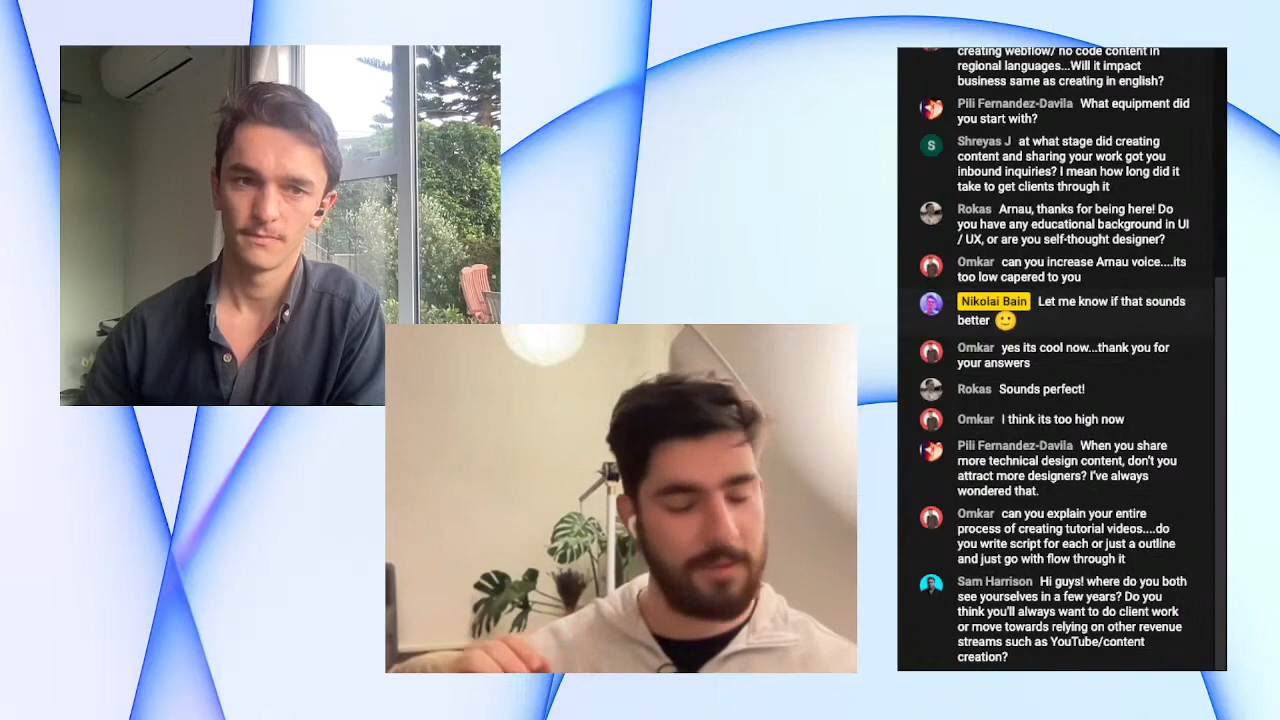 creating webflow/ no code content in
regional languages...Will it impact
business same as creating in english?
Pili Fernandez-Davila What equipment did
you start with?
S
Shreyas J at what stage did creating
content and sharing your work got you
inbound inquiries? I mean how long did it
take to get clients through it
Rokas Arnau, thanks for being here! Do
you have any educational background in UI
/ UX, or are you self-thought designer?
Omkar can you increase Arnau voice....its
too low capered to you
Nikolai Bain Let me know if that sounds
better
Omkar yes its cool now...thank you for
your answers
Rokas Sounds perfect!
Omkar I think its too high now
Pili Fernandez-Davila When you share
more technical design content, don't you
attract more designers? I've always
wondered that.
Omkar can you explain your entire
process of creating tutorial videos....do
you write script for each or just a outline
and just go with flow through it
Sam Harrison Hi guys! where do you both
see yourselves in a few years? Do you
think you'll always want to do client work
or move towards relying on other revenue
streams such as YouTube/content
creation?